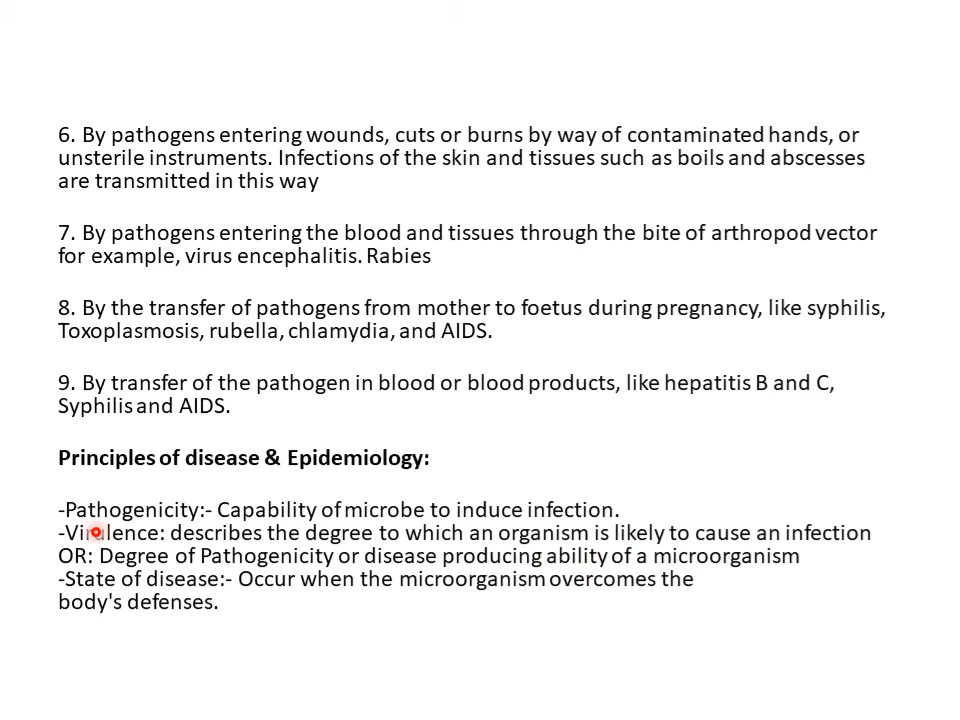 6. By pathogens entering wounds, cuts or burns by way of contaminated hands, or
unsterile instruments. Infections of the skin and tissues such as boils and abscesses
are transmitted in this way
7. By pathogens entering the blood and tissues through the bite of arthropod vector
for example, virus encephalitis. Rabies
8. By the transfer of pathogens from mother to foetus during pregnancy, like syphilis,
Toxoplasmosis, rubella, chlamydia, and AIDS.
9. By transfer of the pathogen in blood or blood products, like hepatitis B and C,
Syphilis and AIDS.
Principles of disease & Epidemiology:
-Pathogenicity:- Capability of microbe to induce infection.
-Virulence: describes the degree to which an organism is likely to cause an infection
OR: Degree of Pathogenicity or disease producing ability of a microorganism
-State of disease:- Occur when the microorganism overcomes the
body's defenses.